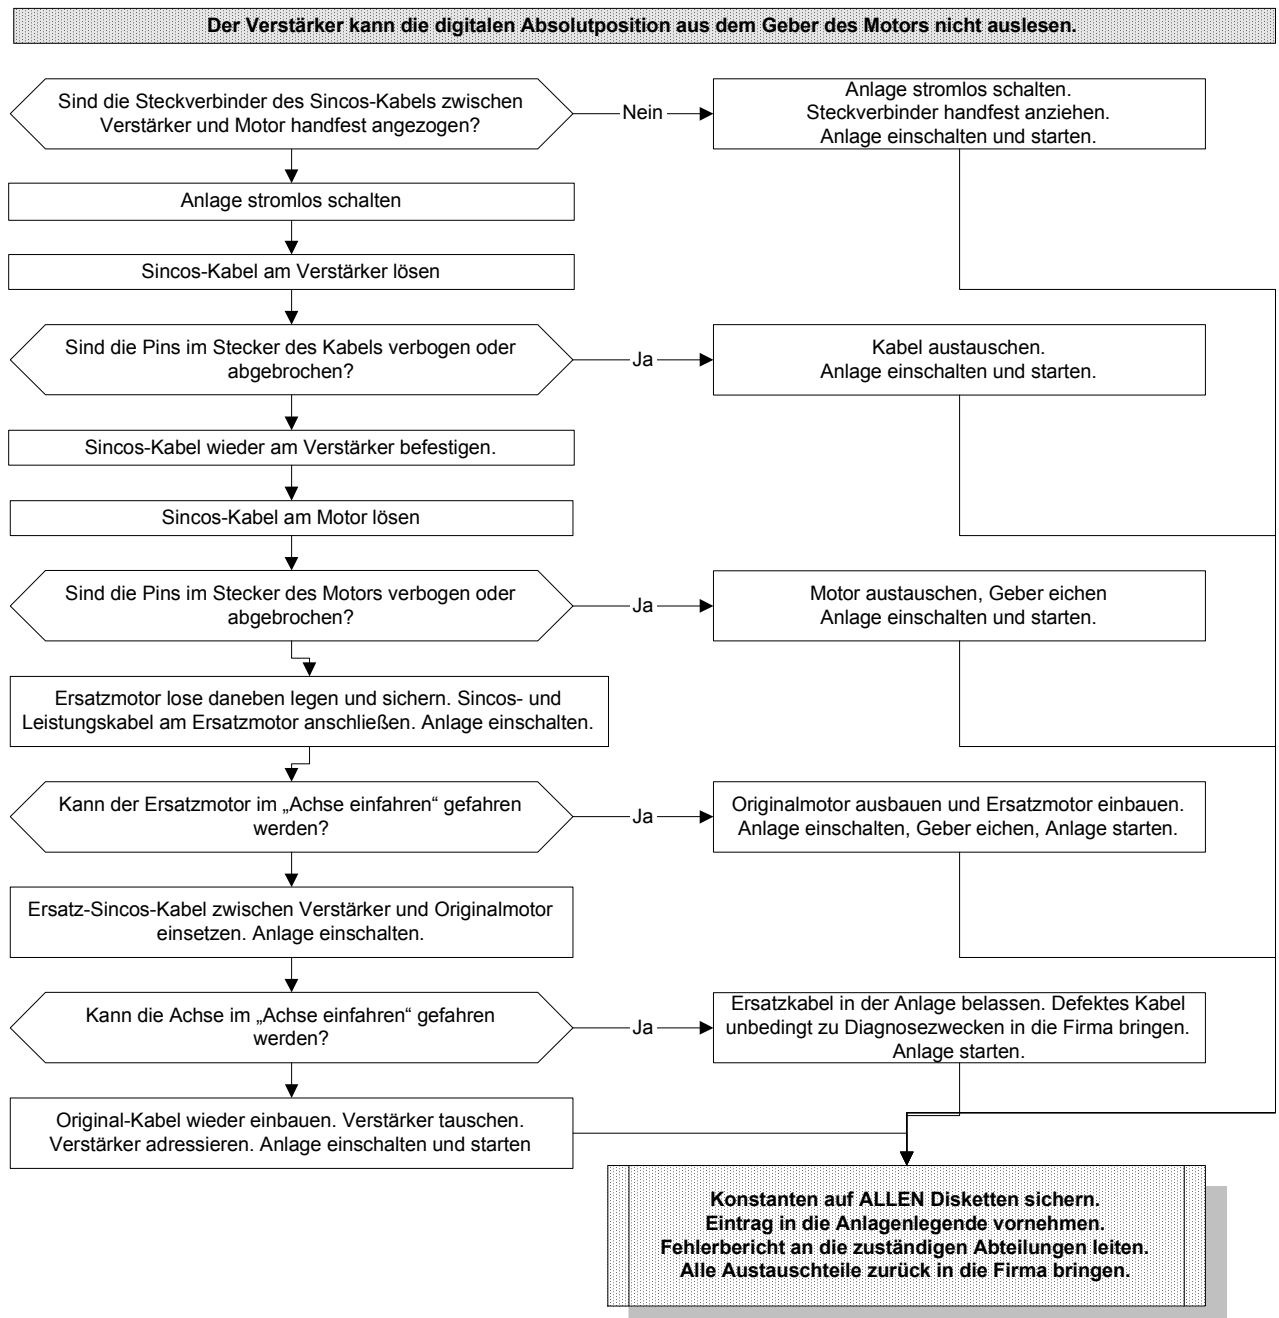 Der Verstärker kann die digitalen Absolutposition aus dem Geber des Motors nicht auslesen.
Sind die Steckverbinder des Sincos-Kabels zwischen
Verstärker und Motor handfest angezogen?
Nein
Anlage stromlos schalten.
Steckverbinder handfest anziehen.
Anlage einschalten und starten.
Anlage stromlos schalten
Sincos-Kabel am Verstärker lösen
Sind die Pins im Stecker des Kabels verbogen oder
abgebrochen?
Ja
Kabel austauschen.
Anlage einschalten und starten.
Sincos-Kabel wieder am Verstärker befestigen.
Sincos-Kabel am Motor lösen
Sind die Pins im Stecker des Motors verbogen oder
abgebrochen?
Ja
Motor austauschen, Geber eichen
Anlage einschalten und starten.
Ersatzmotor lose daneben legen und sichern. Sincos- und
Leistungskabel am Ersatzmotor anschließen. Anlage einschalten.
Kann der Ersatzmotor im „Achse einfahren“ gefahren
werden?
Ja
Originalmotor ausbauen und Ersatzmotor einbauen.
Anlage einschalten, Geber eichen, Anlage starten.
Ersatz-Sincos-Kabel zwischen Verstärker und Originalmotor
einsetzen. Anlage einschalten.
Kann die Achse im „Achse einfahren“ gefahren
werden?
Ja
Ersatzkabel in der Anlage belassen. Defektes Kabel
unbedingt zu Diagnosezwecken in die Firma bringen.
Anlage starten.
Original-Kabel wieder einbauen. Verstärker tauschen.
Verstärker adressieren. Anlage einschalten und starten
Konstanten auf ALLEN Disketten sichern.
Eintrag in die Anlagenlegende vornehmen.
Fehlerbericht an die zuständigen Abteilungen leiten.
Alle Austauschteile zurück in die Firma bringen.